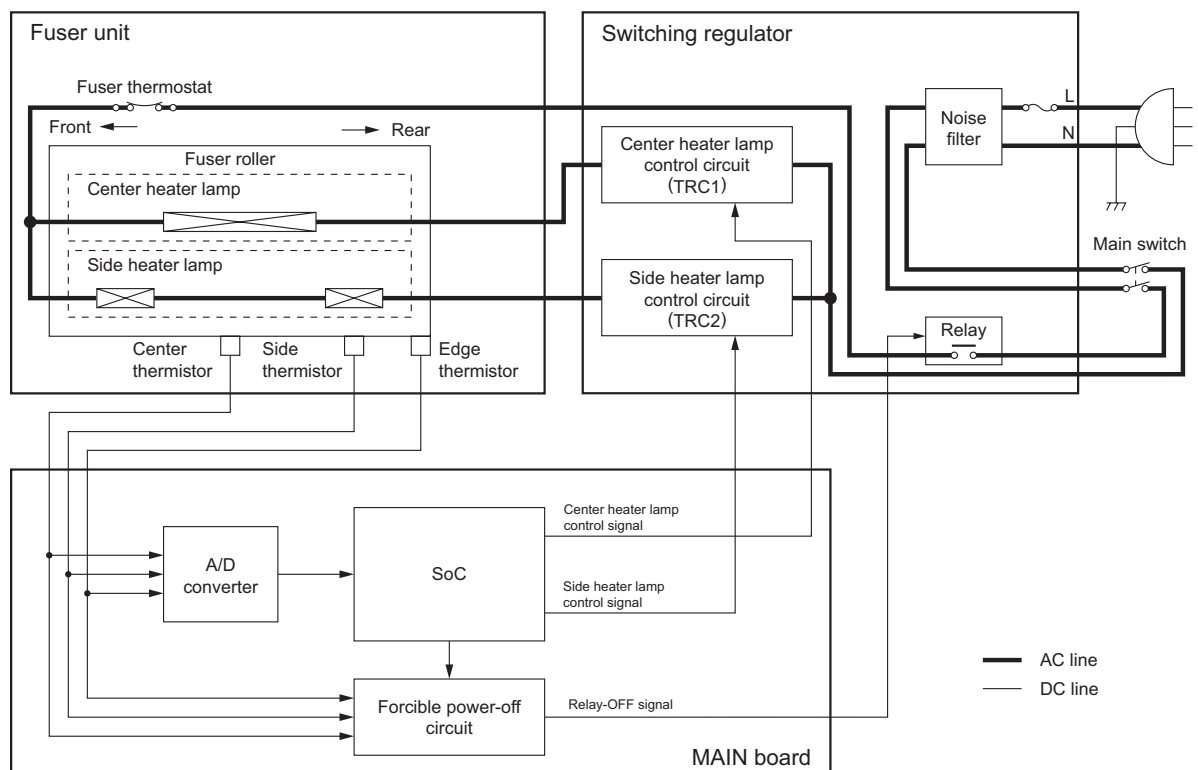 Fuser unit
Switching regulator
Fuser thermostat
Front
Rear
Fuser roller
Center heater lamp
Side heater lamp
Center
thermistor
Side
thermistor
Edge
thermistor
Center heater lamp
control circuit
(TRC1)
Side heater lamp
control circuit
(TRC2)
Noise
filter
L
N
Main switch
Relay
A/D
converter
SoC
Center heater lamp
control signal
Side heater lamp
control signal
Forcible power-off
circuit
Relay-OFF signal
MAIN board
AC line
DC line